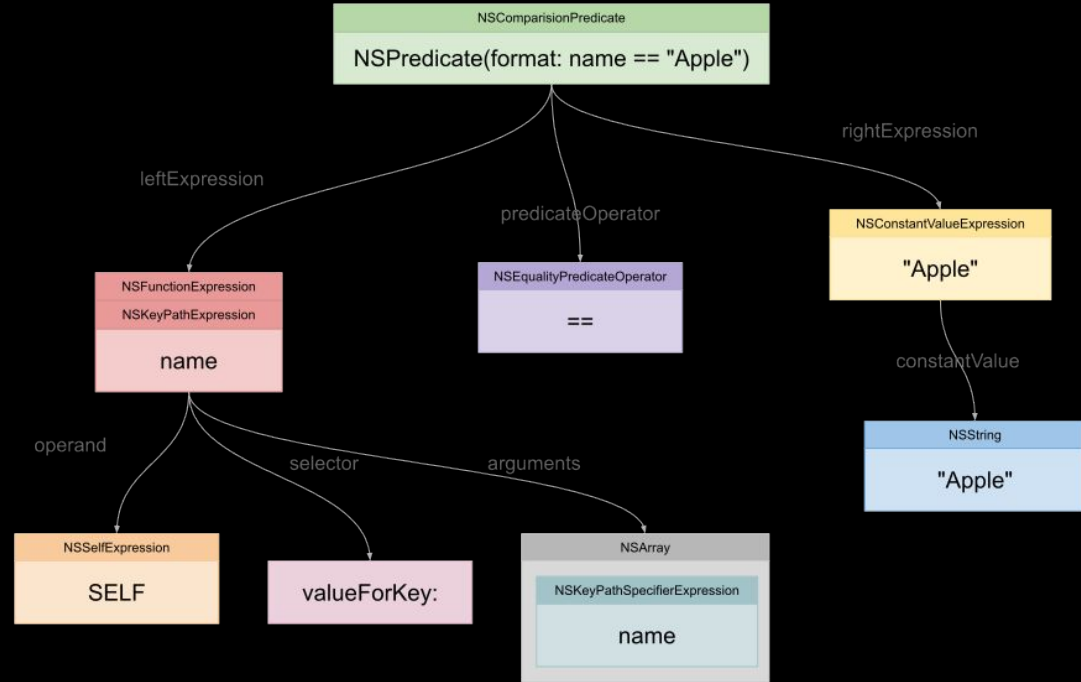 NSComparisionPredicate
NSPredicate(format: name == "Apple")
rightExpression
leftExpression
predicateOperator
NSConstantValueExpression
"Apple"
NSFunctionExpression
NSKeyPathExpression
name
NSEqualityPredicateOperator
==
constantValue
NSString
"Apple"
operand
selector
arguments
NSSelfExpression
SELF
valueForKey:
NSArray
NSKeyPathSpecifierExpression
name